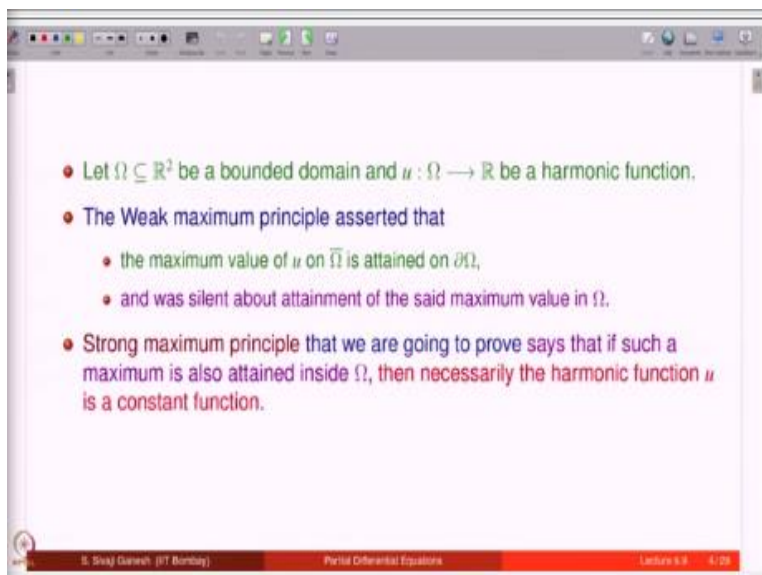 Let Ω ⊆ ℝ² be a bounded domain and u : Ω ⟶ ℝ be a harmonic function.
The Weak maximum principle asserted that
the maximum value of u on Ω̅ is attained on ∂Ω,
and was silent about attainment of the said maximum value in Ω.
Strong maximum principle that we are going to prove says that if such a
maximum is also attained inside Ω, then necessarily the harmonic function u
is a constant function.
S. Sivaji Ganesh (IIT Bombay) Partial Differential Equations Lecture 4/29